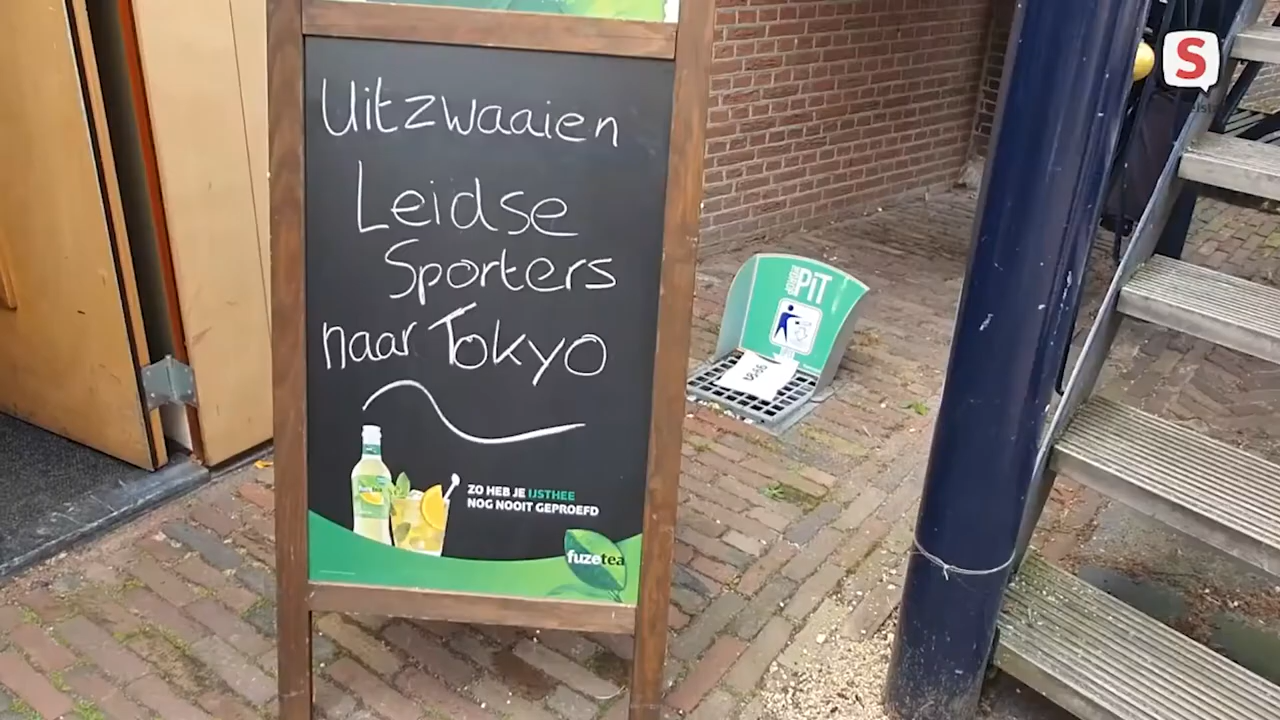 Uitzwaaien
Leidse
Sporters
naar Tokyo
ZO HEB JE IJSTHEE
NOG NOOIT GEPROEFD
fuzetea
PiT
S